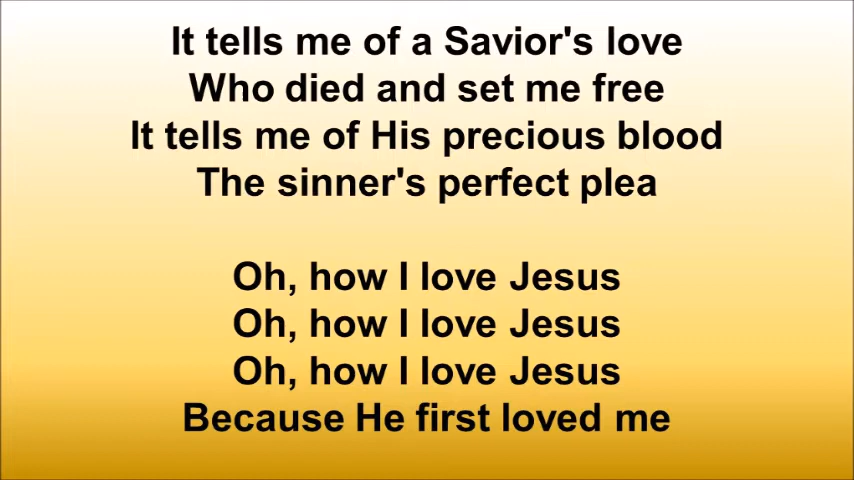 It tells me of a Savior's love
Who died and set me free
It tells me of His precious blood
The sinner's perfect plea
Oh, how I love Jesus
Oh, how I love Jesus
Oh, how I love Jesus
Because He first loved me